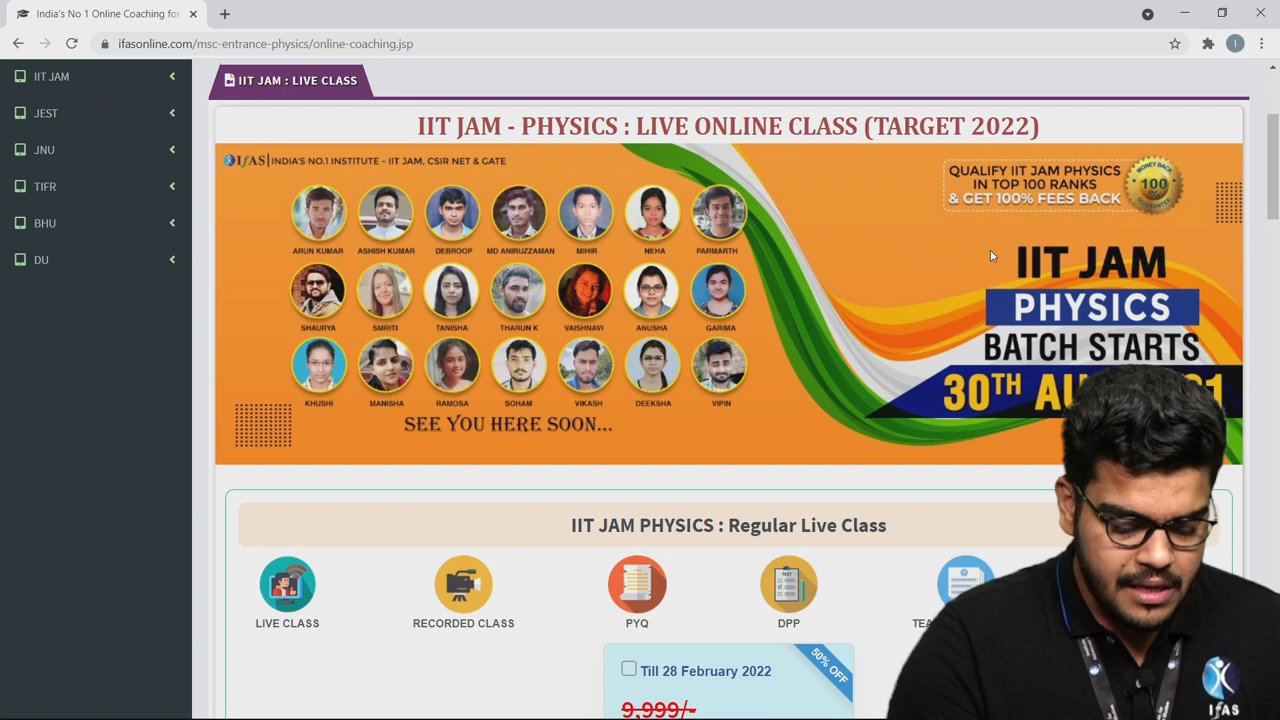 India's No 1 Online Coaching for
ifasonline.com/msc-entrance-physics/online-coaching.jsp
IIT JAM
JEST
JNU
TIFR
BHU
DU
IIT JAM : LIVE CLASS
IIT JAM - PHYSICS : LIVE ONLINE CLASS (TARGET 2022)
IfAS INDIA'S NO.1 INSTITUTE - IIT JAM, CSIR NET & GATE
ARUN KUMAR ASHISH KUMAR DEBROOP MD ANIRUZZAMAN MIHIR NEHA PARMARTH
SHAURYA SMRITI TANISHA THARUN K VAISHNAVI ANUSHA GARIMA
KHUSHI MANISHA RAMOSA SOHAM VIKASH DEEKSHA VIPIN
SEE YOU HERE SOON...
QUALIFY IIT JAM PHYSICS
IN TOP 100 RANKS
& GET 100% FEES BACK
MONEY BACK
100
%
GUARANTEE
IIT JAM
PHYSICS
BATCH STARTS
30TH
IIT JAM PHYSICS : Regular Live Class
LIVE CLASS
RECORDED CLASS
PYQ
TEST
DPP
Till 28 February 2022
50% OFF
9,999/-
IfAS